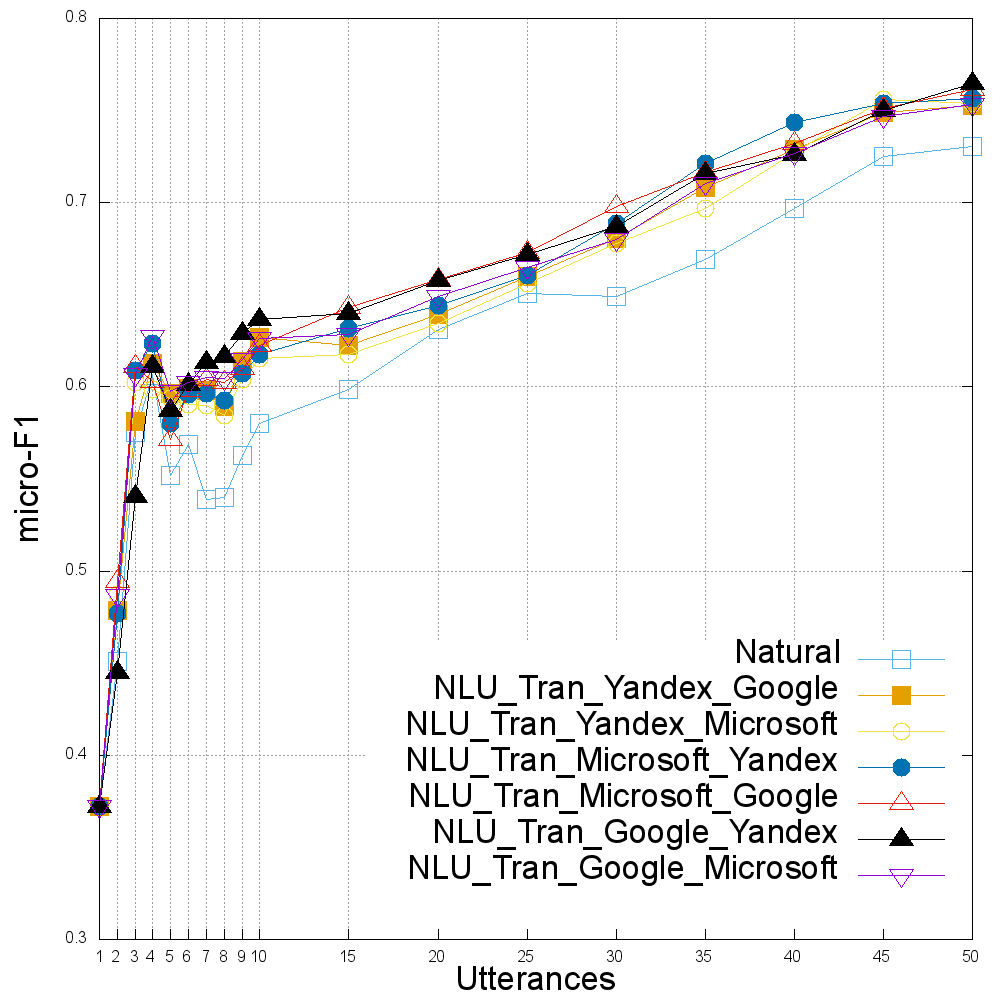 0.8
0.7
0.6
0.5
0.4
0.3
micro-F1
Natural
NLU_Tran_Yandex_Google
NLU_Tran_Yandex_Microsoft
NLU_Tran_Microsoft_Yandex
NLU_Tran_Microsoft_Google
NLU_Tran_Google_Yandex
NLU_Tran_Google_Microsoft
1 2 3 4 5 6 7 8 9 10 15 20 25 30 35 40 45 50
Utterances